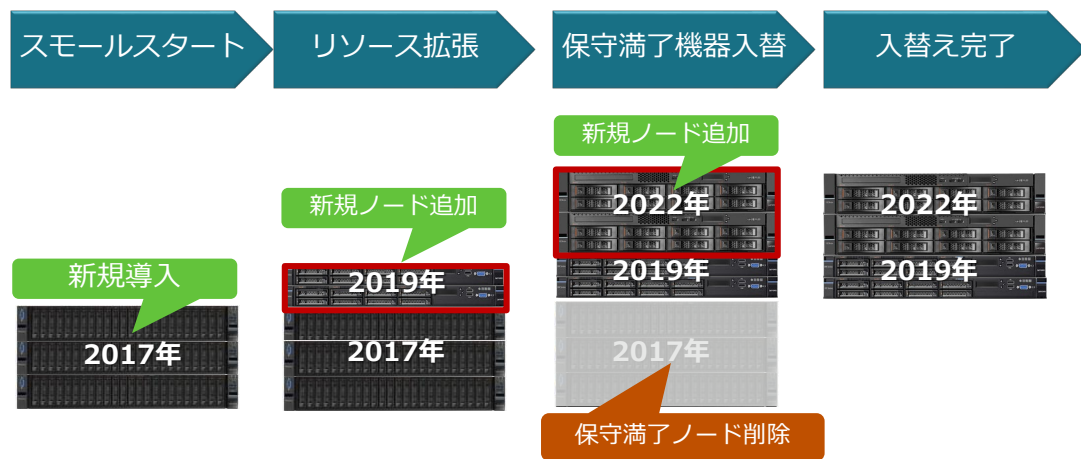 スモールスタート
リソース拡張
保守満了機器入替
入替え完了
新規導入
2017年
新規ノード追加
2019年
2017年
新規ノード追加
2022年
2019年
2017年
保守満了ノード削除
2022年
2019年